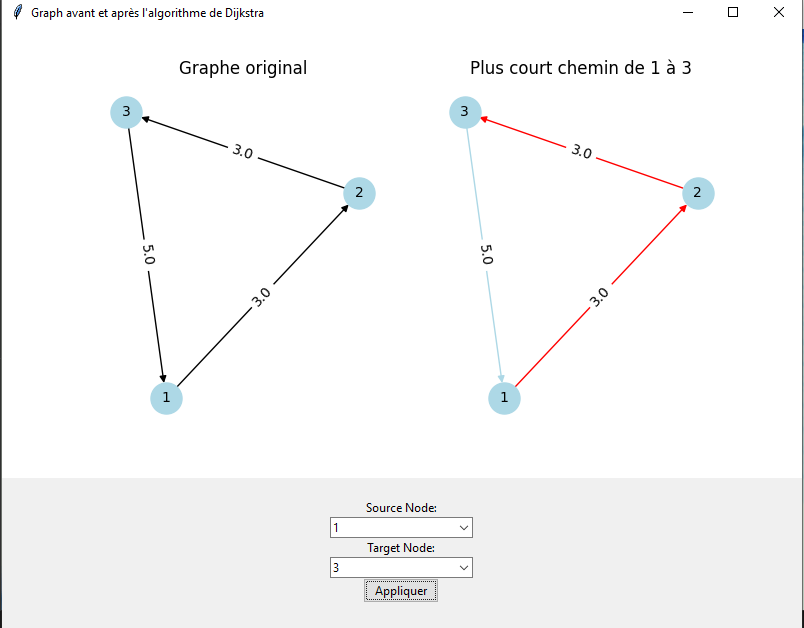 Graph avant et après l'algorithme de Dijkstra
Graphe original
Plus court chemin de 1 à 3
3
3.0
2
5.0
3.0
1
3
3.0
2
5.0
3.0
1
Source Node:
1
Target Node:
3
Appliquer